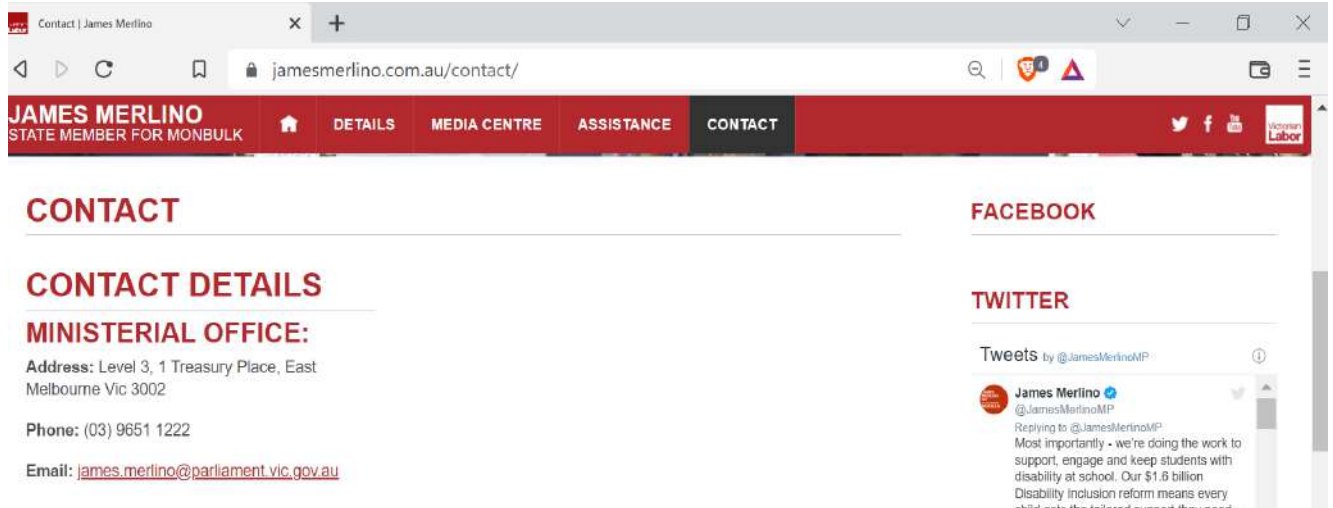 Contact | James Merlino
jamesmerlino.com.au/contact/
4
JAMES MERLINO
STATE MEMBER FOR MONBULK
DETAILS MEDIA CENTRE ASSISTANCE CONTACT
Victorian
Labor
CONTACT
CONTACT DETAILS
MINISTERIAL OFFICE:
Address: Level 3, 1 Treasury Place, East
Melbourne Vic 3002
Phone: (03) 9651 1222
Email: james.merlino@parliament.vic.gov.au
FACEBOOK
TWITTER
Tweets by @JamesMerlinoMP
James Merlino
@JamesMerlinoMP
Replying to @JamesMerlinoMP
Most importantly - we're doing the work to
support, engage and keep students with
disability at school. Our $1.6 billion
Disability Inclusion reform means every